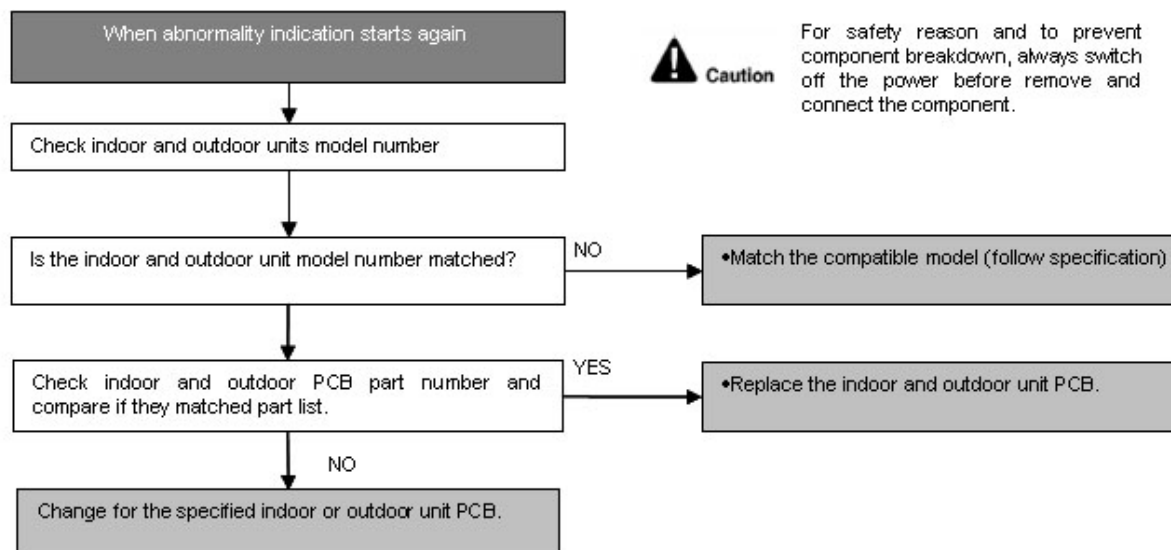 When abnormality indication starts again
For safety reason and to prevent
component breakdown, always switch
off the power before remove and
connect the component.
Caution
Check indoor and outdoor units model number
Is the indoor and outdoor unit model number matched?
NO
•Match the compatible model (follow specification)
Check indoor and outdoor PCB part number and
compare if they matched part list.
YES
•Replace the indoor and outdoor unit PCB.
NO
Change for the specified indoor or outdoor unit PCB.